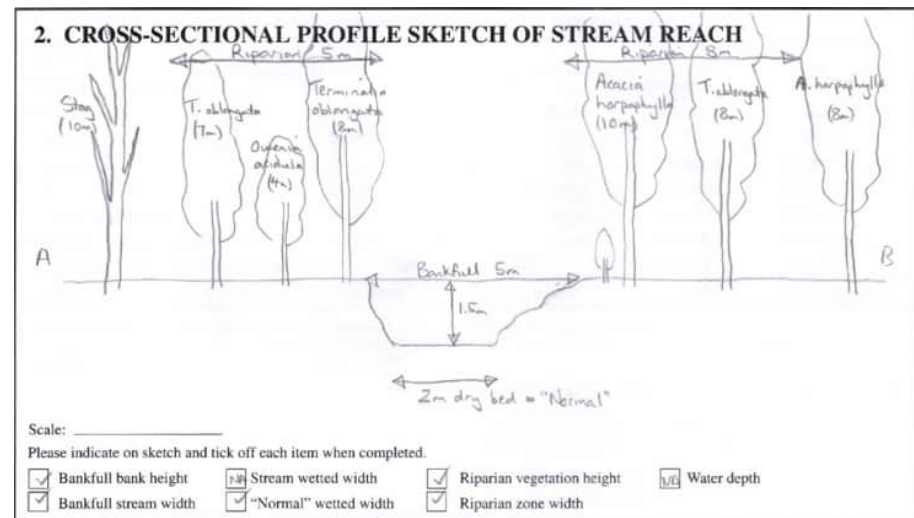 2. CROSS-SECTIONAL PROFILE SKETCH OF STREAM REACH
Riparian 5m
Riparian 8m
Stag
(10m)
T. oblongata
(7m)
Owenia
acidula
(4m)
Terminalia
oblongata
(8m)
Acacia
harpophylla
(10m)
T. oblongata
(8m)
A. harpophylla
(8m)
A
B
Bankfull 5m
1.5m
2m dry bed = "Normal"
Scale:
Please indicate on sketch and tick off each item when completed.
Bankfull bank height NA Stream wetted width Riparian vegetation height NA Water depth
Bankfull stream width "Normal" wetted width Riparian zone width